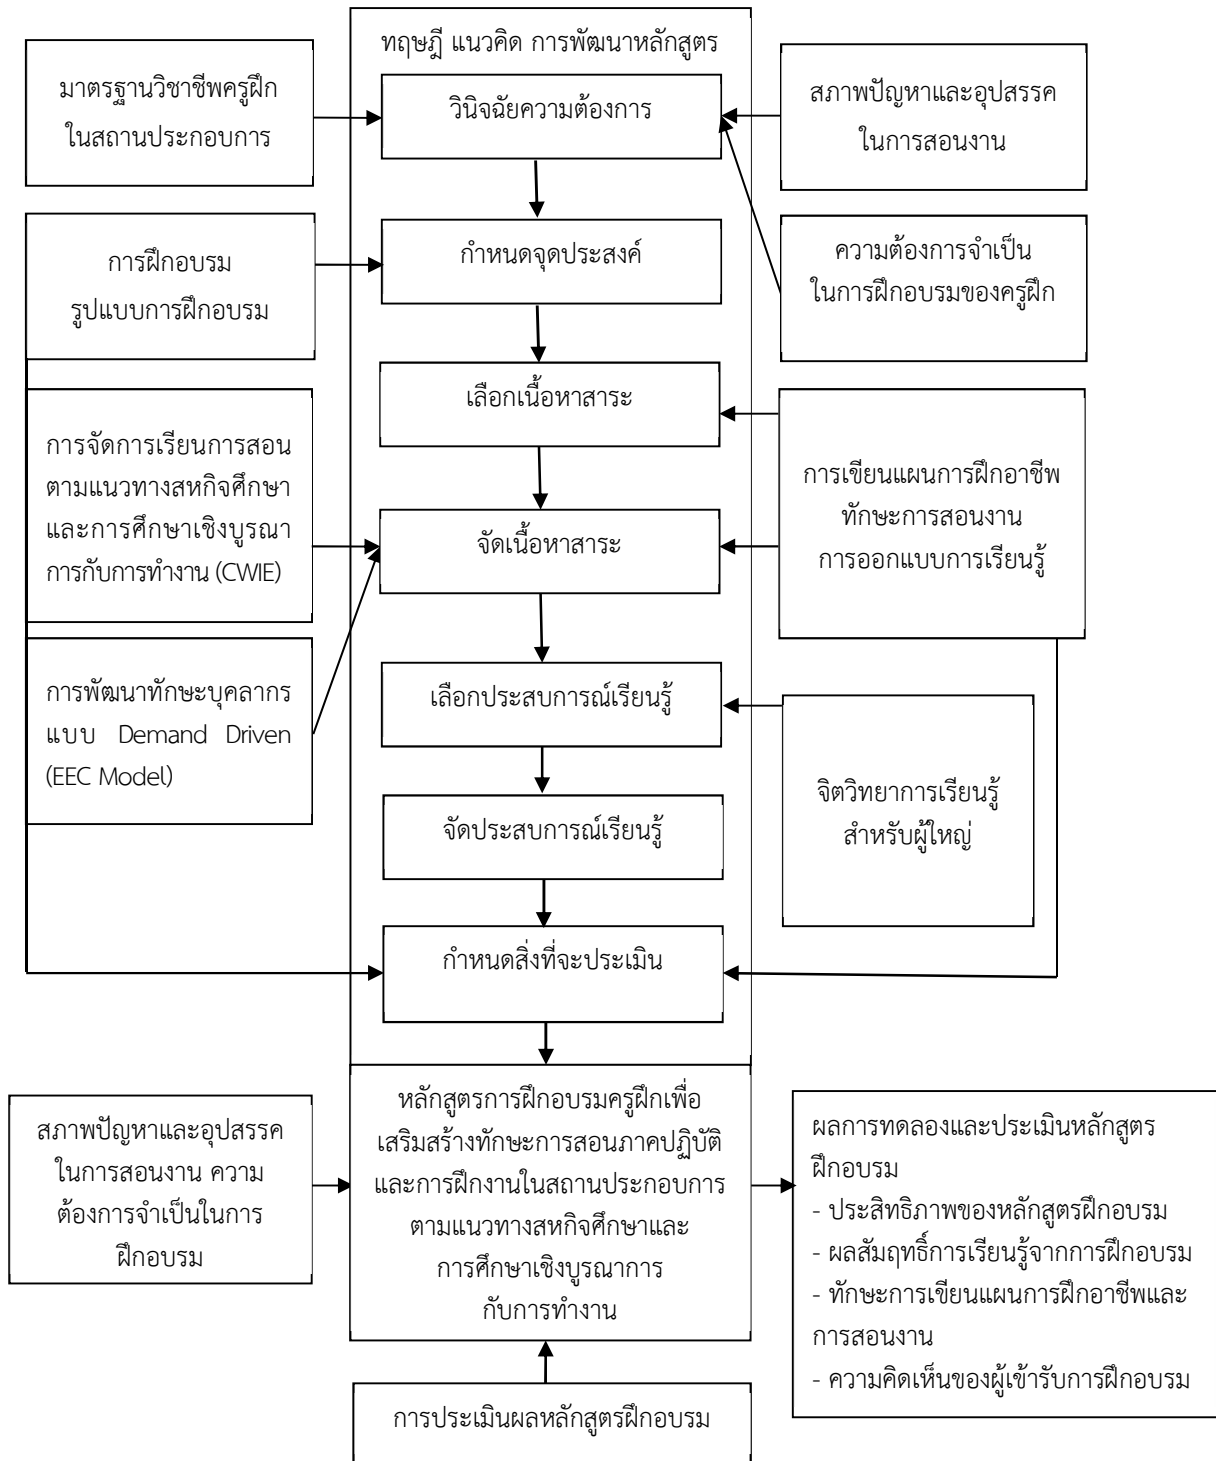 ทฤษฎี แนวคิด การพัฒนาหลักสูตร
มาตรฐานวิชาชีพครูฝึก
ในสถานประกอบการ
วินิจฉัยความต้องการ
สภาพปัญหาและอุปสรรค
ในการสอนงาน
การฝึกอบรม
รูปแบบการฝึกอบรม
กำหนดจุดประสงค์
ความต้องการจำเป็น
ในการฝึกอบรมของครูฝึก
เลือกเนื้อหาสาระ
การจัดการเรียนการสอน
ตามแนวทางสหกิจศึกษา
และการศึกษาเชิงบูรณา
การกับการทำงาน (CWIE)
จัดเนื้อหาสาระ
การเขียนแผนการฝึกอาชีพ
ทักษะการสอนงาน
การออกแบบการเรียนรู้
การพัฒนาทักษะบุคลากร
แบบ Demand Driven
(EEC Model)
เลือกประสบการณ์เรียนรู้
จัดประสบการณ์เรียนรู้
จิตวิทยาการเรียนรู้
สำหรับผู้ใหญ่
กำหนดสิ่งที่จะประเมิน
สภาพปัญหาและอุปสรรค
ในการสอนงาน ความ
ต้องการจำเป็นในการ
ฝึกอบรม
หลักสูตรการฝึกอบรมครูฝึกเพื่อ
เสริมสร้างทักษะการสอนภาคปฏิบัติ
และการฝึกงานในสถานประกอบการ
ตามแนวทางสหกิจศึกษาและ
การศึกษาเชิงบูรณาการ
กับการทำงาน
ผลการทดลองและประเมินหลักสูตร
ฝึกอบรม
- ประสิทธิภาพของหลักสูตรฝึกอบรม
- ผลสัมฤทธิ์การเรียนรู้จากการฝึกอบรม
- ทักษะการเขียนแผนการฝึกอาชีพและ
การสอนงาน
- ความคิดเห็นของผู้เข้ารับการฝึกอบรม
การประเมินผลหลักสูตรฝึกอบรม